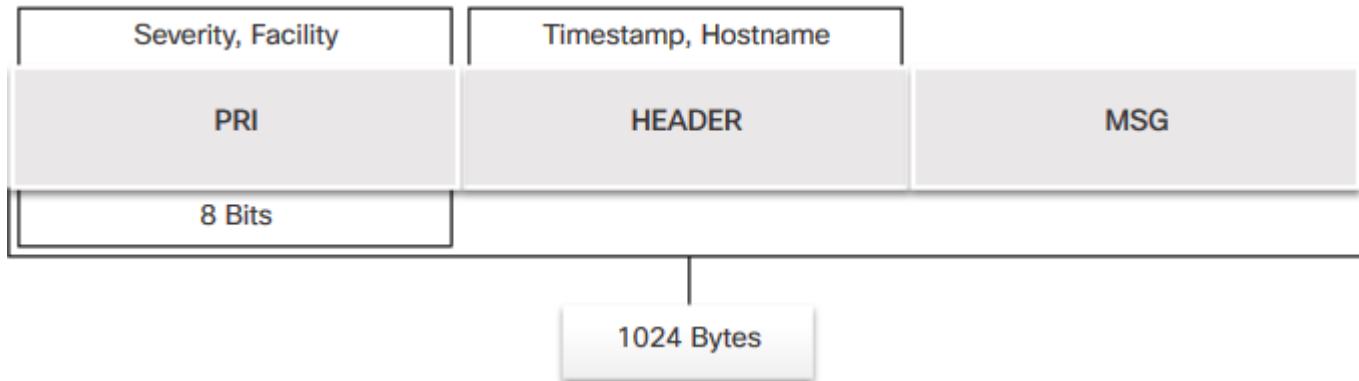 Severity, Facility
Timestamp, Hostname
PRI
HEADER
MSG
8 Bits
1024 Bytes